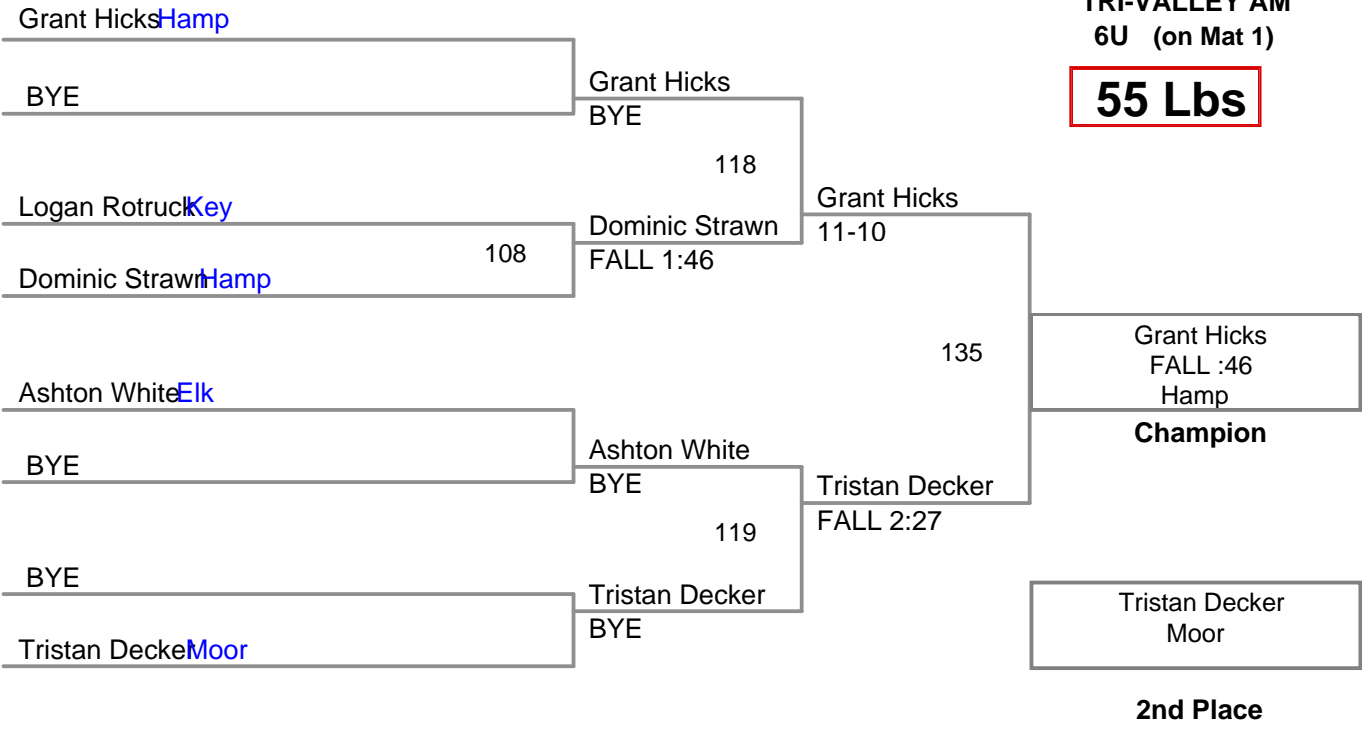 TRI-VALLEY AM
6U (on Mat 1)
55 Lbs
Grant Hicks Hamp
BYE
Grant Hicks
BYE
118
Logan Rotruck Key
108
Dominic Strawn Hamp
Dominic Strawn
FALL 1:46
Grant Hicks
11-10
135
Ashton White Elk
BYE
Ashton White
BYE
119
BYE
Tristan Decker Moor
Tristan Decker
BYE
Tristan Decker
FALL 2:27
Grant Hicks
FALL :46
Hamp
Champion
Tristan Decker
Moor
2nd Place